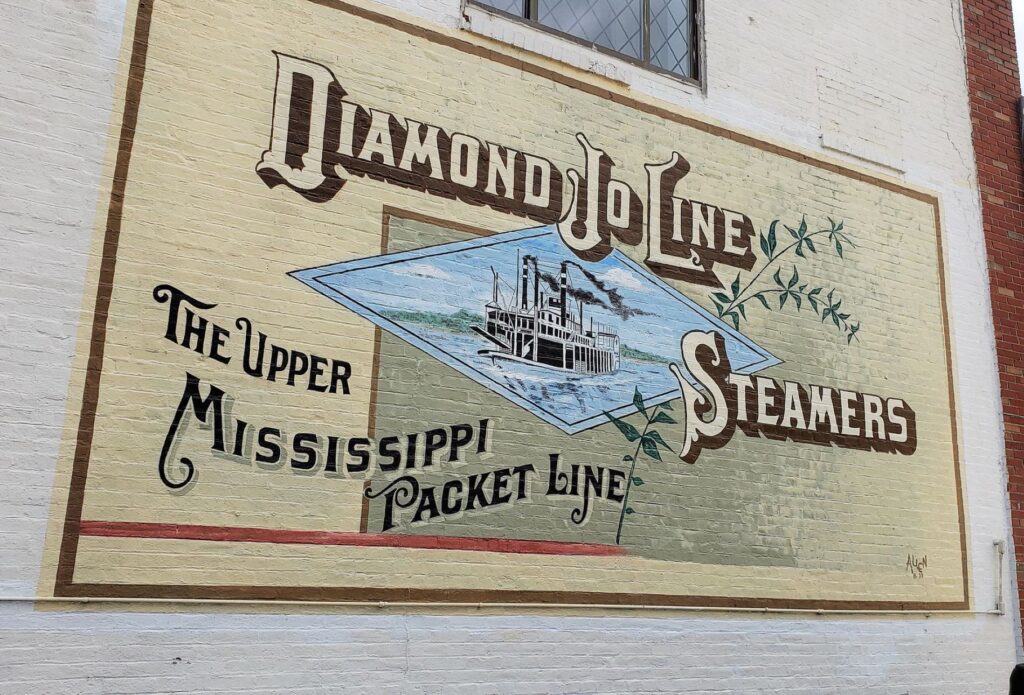 DIAMOND JO LINE
STEAMERS
THE UPPER
MISSISSIPPI
PACKET LINE